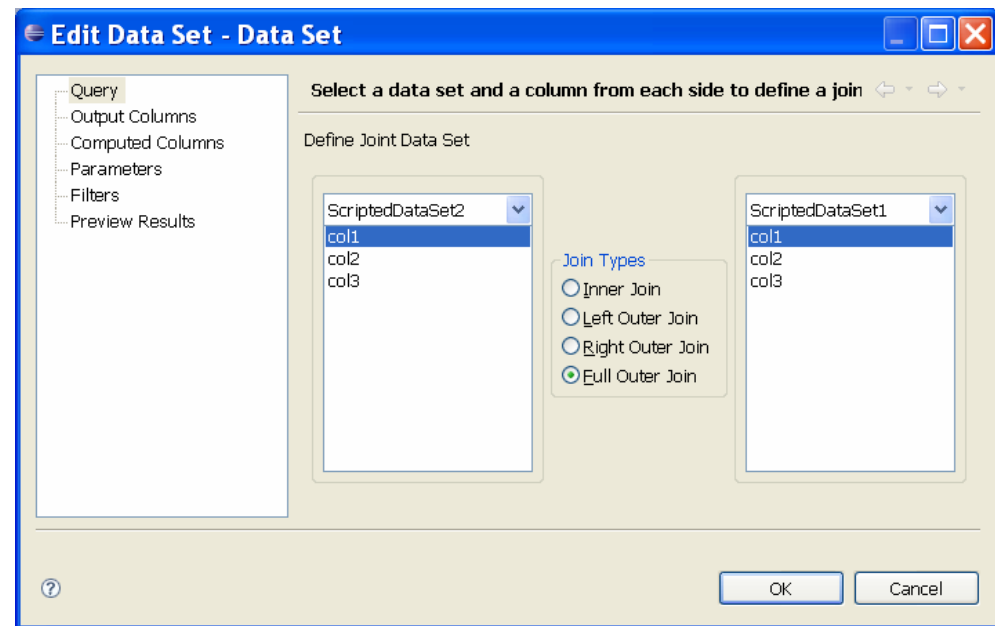 Edit Data Set - Data Set
Query
Output Columns
Computed Columns
Parameters
Filters
Preview Results
Select a data set and a column from each side to define a join
Define Joint Data Set
ScriptedDataSet2
col1
col2
col3
Join Types
Inner Join
Left Outer Join
Right Outer Join
Full Outer Join
ScriptedDataSet1
col1
col2
col3
?
OK
Cancel